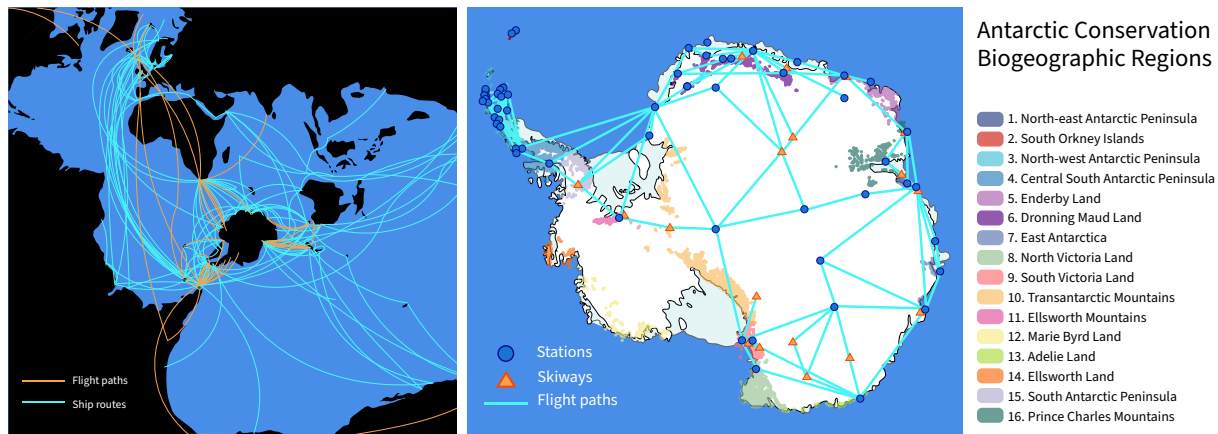 Flight paths
Ship routes
Stations
Skiways
Flight paths
Antarctic Conservation
Biogeographic Regions
1. North-east Antarctic Peninsula
2. South Orkney Islands
3. North-west Antarctic Peninsula
4. Central South Antarctic Peninsula
5. Enderby Land
6. Dronning Maud Land
7. East Antarctica
8. North Victoria Land
9. South Victoria Land
10. Transantarctic Mountains
11. Ellsworth Mountains
12. Marie Byrd Land
13. Adelie Land
14. Ellsworth Land
15. South Antarctic Peninsula
16. Prince Charles Mountains